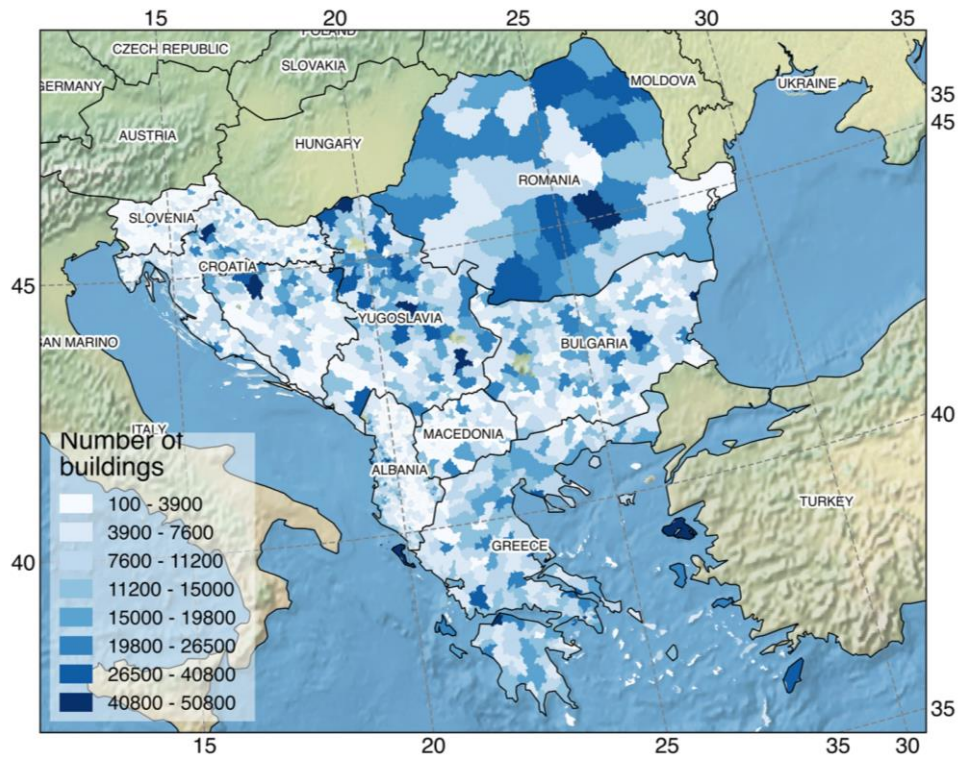 15
20
25
30
35
POLAND
CZECH REPUBLIC
SLOVAKIA
MOLDOVA
UKRAINE
GERMANY
35
AUSTRIA
HUNGARY
45
ROMANIA
SLOVENIA
CROATIA
45
YUGOSLAVIA
SAN MARINO
BULGARIA
40
ITALY
MACEDONIA
Number of
buildings
ALBANIA
TURKEY
100 - 3900
3900 - 7600
GREECE
40
7600 - 11200
11200 - 15000
15000 - 19800
19800 - 26500
26500 - 40800
40800 - 50800
35
15
20
25
35
30